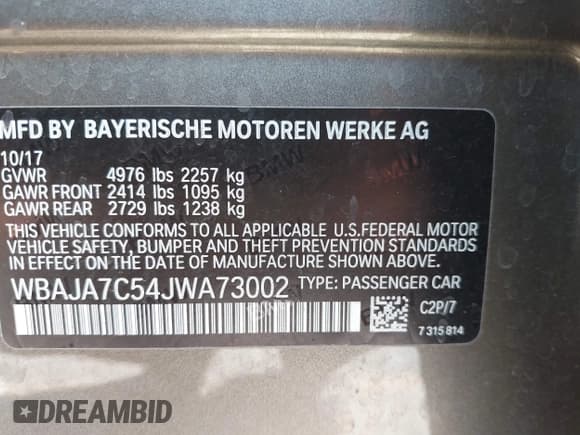 MFD BY BAYERISCHE MOTOREN WERKE AG
10/17
GVWR 4976 lbs 2257 kg
GAWR FRONT 2414 lbs 1095 kg
GAWR REAR 2729 lbs 1238 kg
THIS VEHICLE CONFORMS TO ALL APPLICABLE U.S.FEDERAL MOTOR
VEHICLE SAFETY, BUMPER AND THEFT PREVENTION STANDARDS
IN EFFECT ON THE DATE OF MANUFACTURE SHOWN ABOVE.
WBAJA7C54JWA73002 TYPE: PASSENGER CAR
C2P/7
7 315 814
DREAMBID